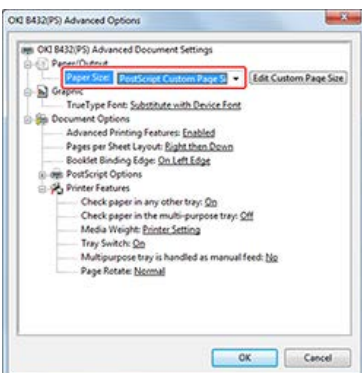 OKI B432(PS) Advanced Options
OKI B432(PS) Advanced Document Settings
Paper/Output
Paper Size: PostScript Custom Page Si Edit Custom Page Size
Graphic
TrueType Font: Substitute with Device Font
Document Options
Advanced Printing Features: Enabled
Pages per Sheet Layout: Right then Down
Booklet Binding Edge: On Left Edge
PostScript Options
Printer Features
Check paper in any other tray: On
Check paper in the multi-purpose tray: Off
Media Weight: Printer Setting
Tray Switch: On
Multipurpose tray is handled as manual feed: No
Page Rotate: Normal
OK Cancel